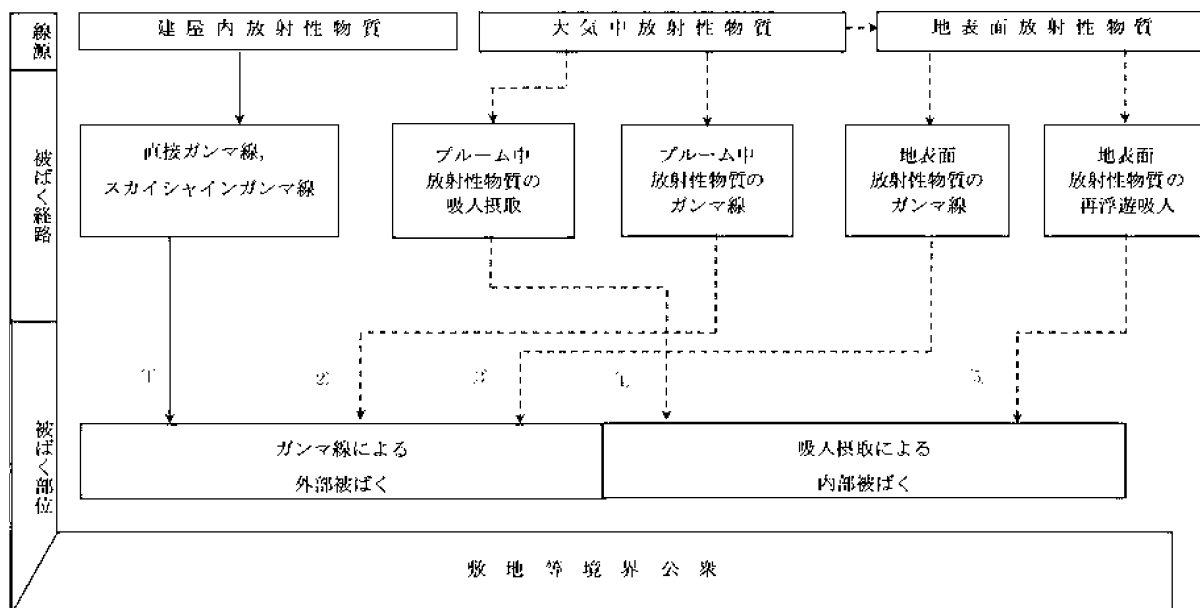 線源
建屋内放射性物質
大気中放射性物質
地表面放射性物質
被ばく経路
直接ガンマ線,
スカイシャインガンマ線
プルーム中
放射性物質の
吸入摂取
プルーム中
放射性物質の
ガンマ線
地表面
放射性物質の
ガンマ線
地表面
放射性物質の
再浮遊吸入
被ばく部位
ガンマ線による
外部被ばく
吸入摂取による
内部被ばく
敷地等境界公衆